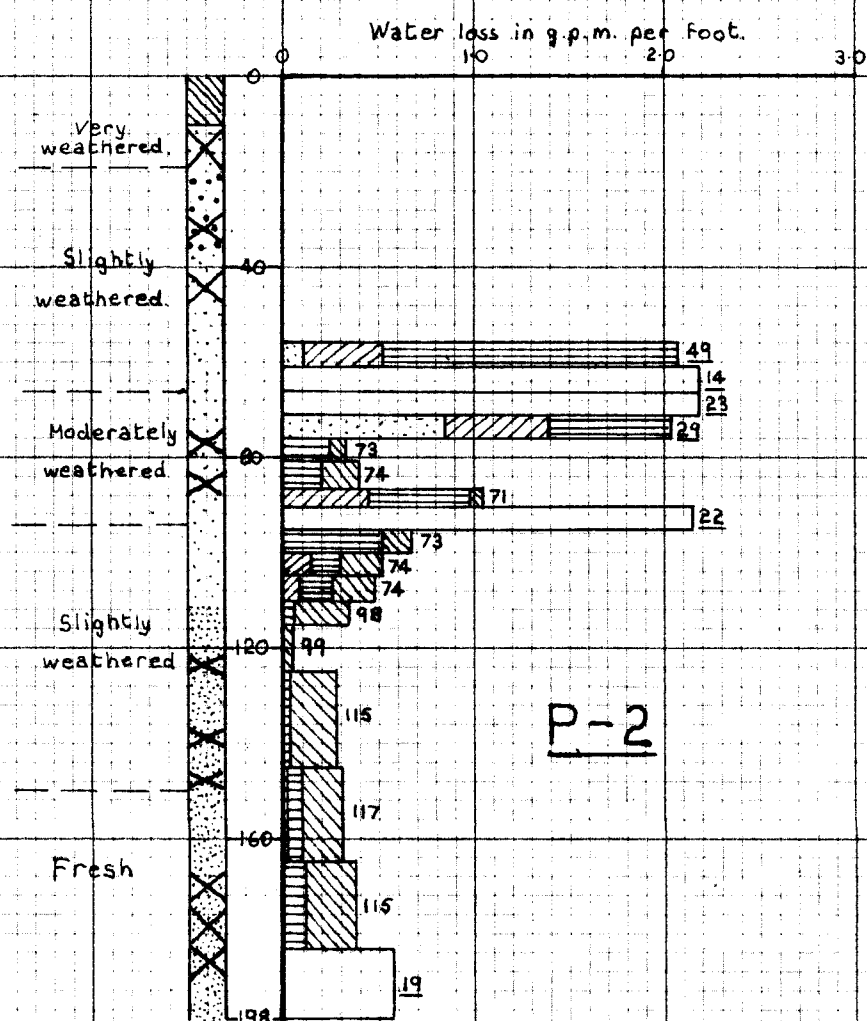 Water loss in g.p.m. per foot.
0 1·0 2·0 3·0
0
Very
weathered.
Slightly
40
weathered.
49
14
23
Moderately
29
80
73
weathered
74
71
22
73
74
74
98
Slightly
120
99
weathered
115
P-2
117
160
Fresh
115
19
198